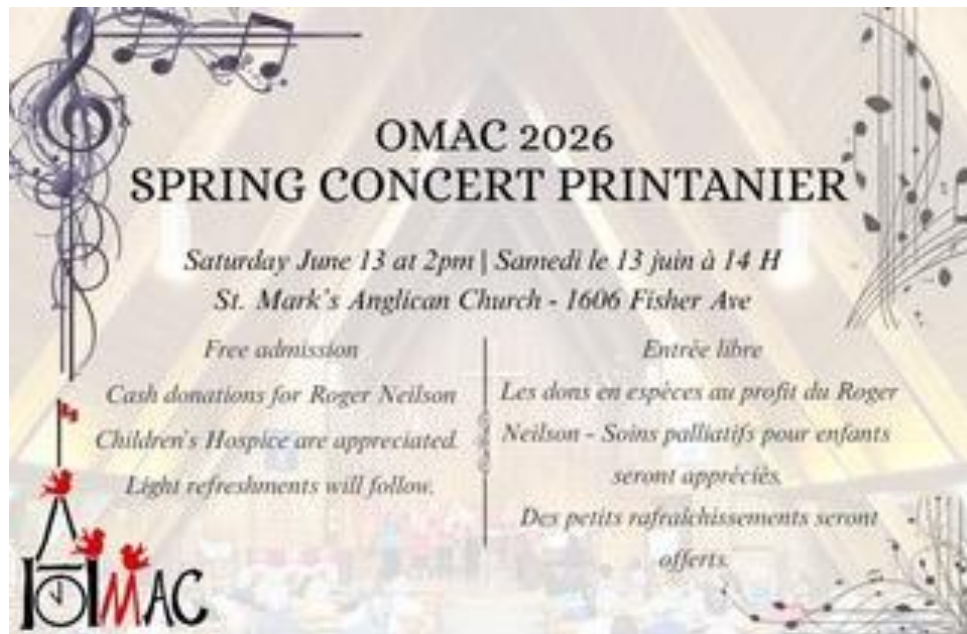 OMAC 2026
SPRING CONCERT PRINTANIER
Saturday June 13 at 2pm | Samedi le 13 juin à 14 H
St. Mark's Anglican Church - 1606 Fisher Ave
Free admission
Cash donations for Roger Neilson
Children's Hospice are appreciated.
Light refreshments will follow.
Entrée libre
Les dons en espèces au profit du Roger
Neilson - Soins palliatifs pour enfants
seront appréciés.
Des petits rafraîchissements seront
offerts.
OMAC